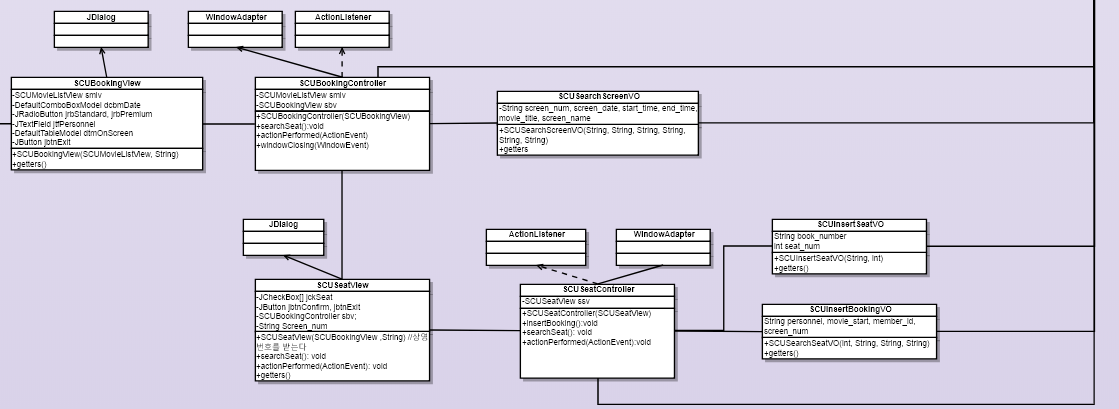 JDialog
WindowAdapter
ActionListener
SCUBookingView
-SCUMovieListView smlv
-DefaultComboBoxModel dcbmDate
-JRadioButton jrbStandard, jrbPremium
-JTextField jtfPersonnel
-DefaultTableModel dtmOnScreen
-JButton jbtnExit
+SCUBookingView(SCUMovieListView, String)
+getters()
SCUBookingController
-SCUMovieListView smlv
-SCUBookingView sbv
+SCUBookingController(SCUBookingView)
+searchSeat():void
+actionPerformed(ActionEvent)
+windowClosing(WindowEvent)
SCUSearchScreenVO
-String screen_num, screen_date, start_time, end_time,
movie_title, screen_name
+SCUSearchScreenVO(String, String, String, String,
String, String)
+getters
JDialog
SCUSeatView
-JCheckBox[] jckSeat
-JButton jbtnConfirm, jbtnExit
-SCUBookingController sbv;
-String Screen_num
+SCUSeatView(SCUBookingView ,String) //상영
번호를 받는다
+searchSeat(): void
+actionPerformed(ActionEvent): void
+getters()
ActionListener
WindowAdapter
SCUSeatController
-SCUSeatView ssv
+SCUSeatController(SCUSeatView)
+insertBooking():void
+searchSeat(): void
+actionPerformed(ActionEvent):void
SCUInsertSeatVO
String book_number
int seat_num
+SCUInsertSeatVO(String, int)
+getters()
SCUInsertBookingVO
String personnel, movie_start, member_id,
screen_num
+SCUSearchSeatVO(int, String, String, String)
+getters()